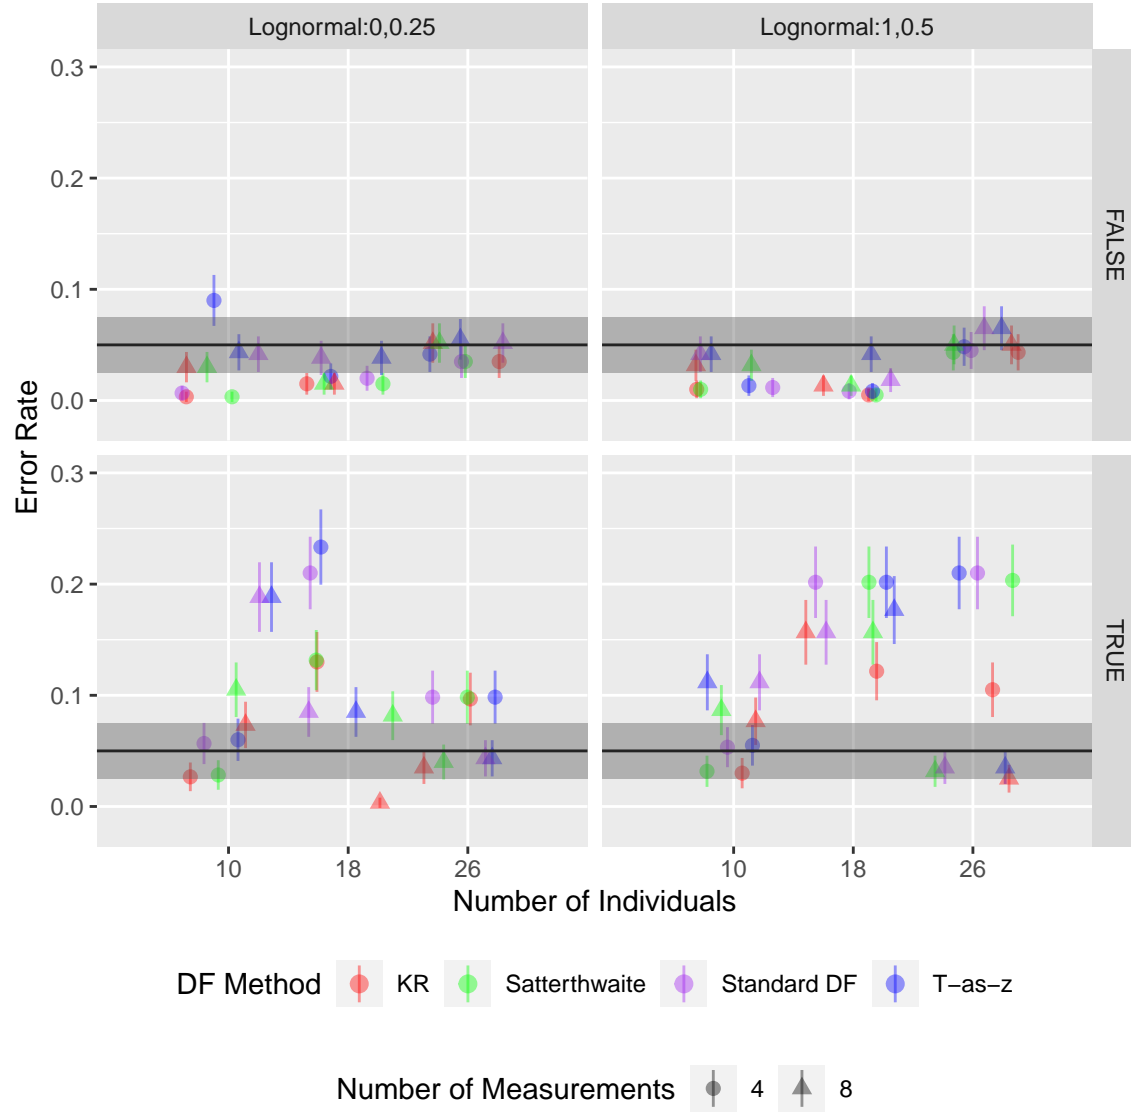 Lognormal:0,0.25 Lognormal:1,0.5
0.3
0.2
0.1
0.0
FALSE
Error Rate
0.3
0.2
0.1
0.0
TRUE
10 18 26 10 18 26
Number of Individuals
DF Method KR Satterthwaite Standard DF T−as−z
Number of Measurements 4 8